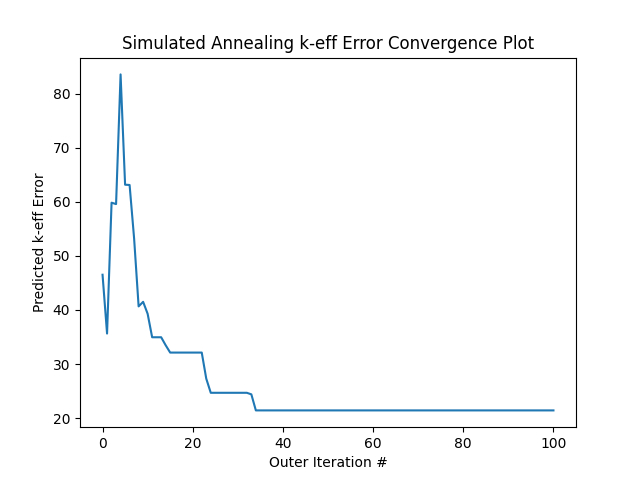 Simulated Annealing k-eff Error Convergence Plot
Predicted k-eff Error
80
70
60
50
40
30
20
0 20 40 60 80 100
Outer Iteration #